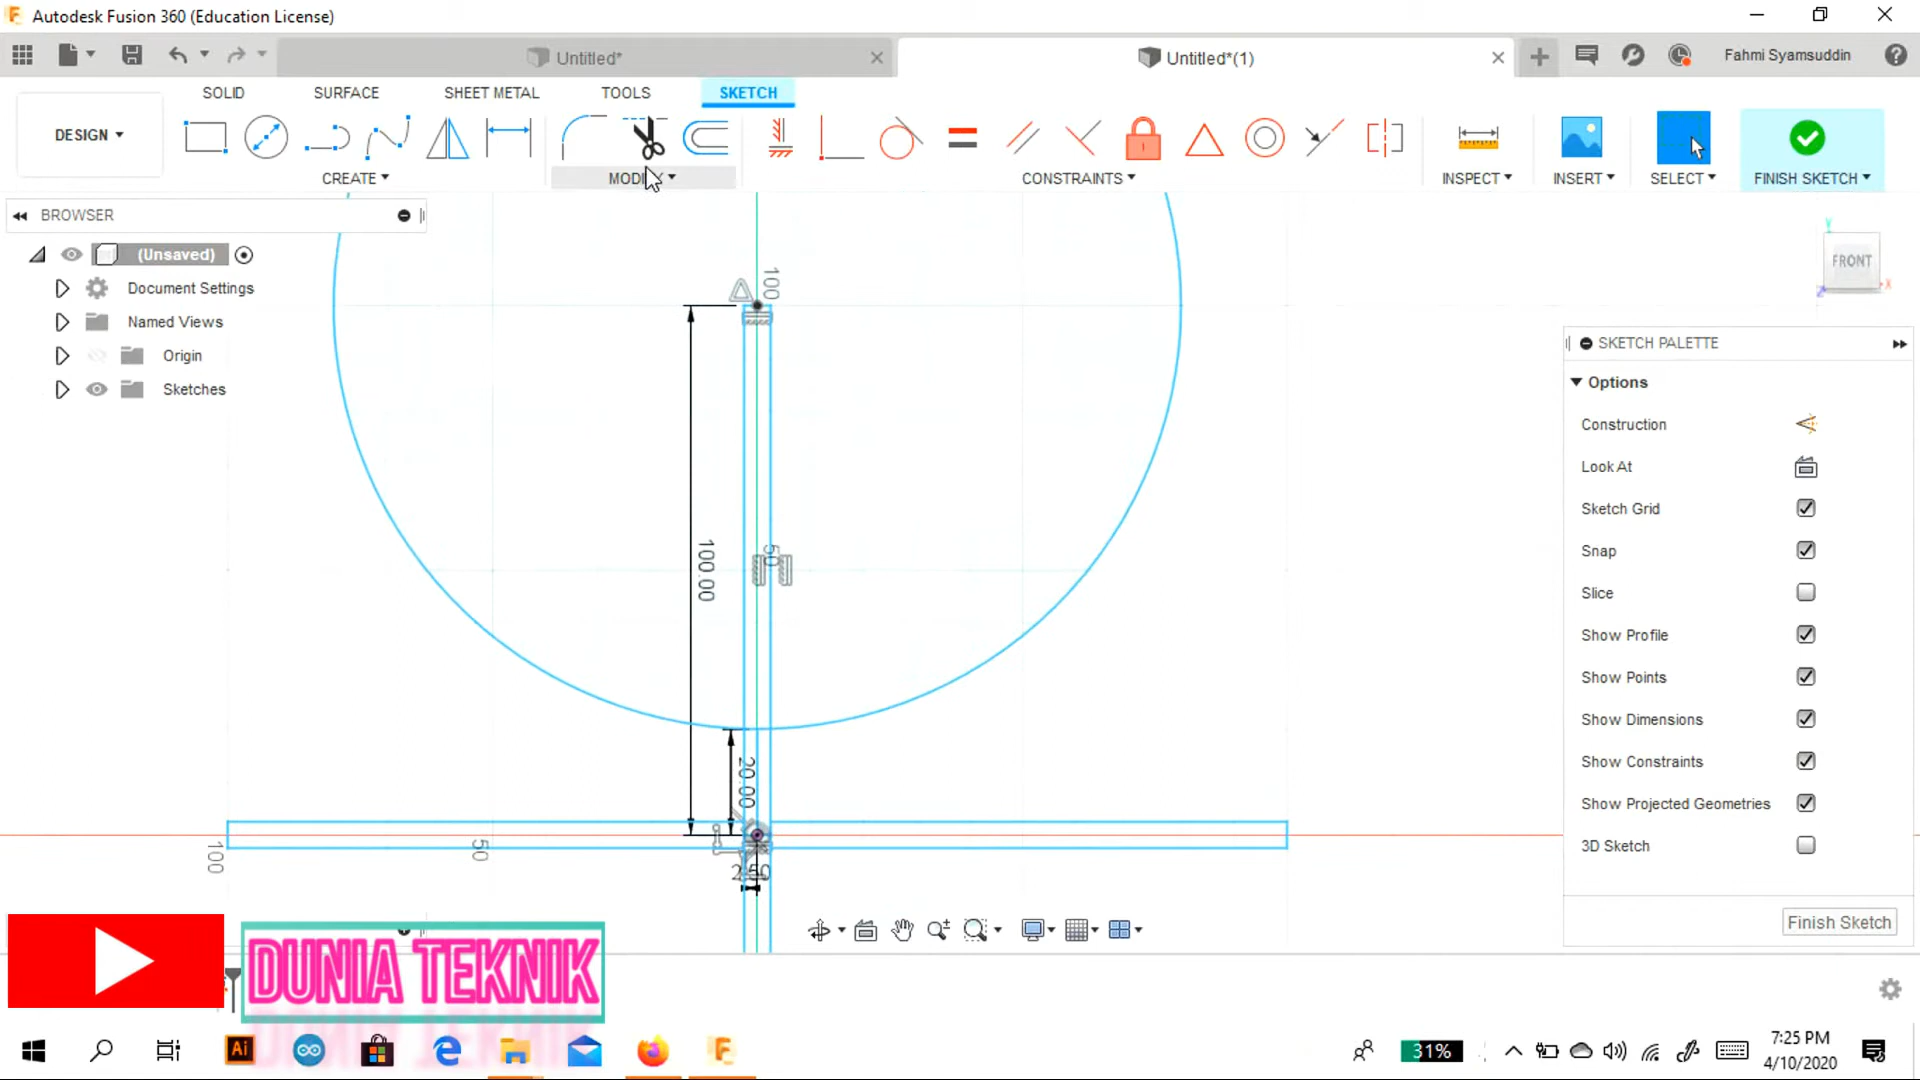 Autodesk Fusion 360 (Education License)
Untitled*
Untitled*(1)
Fahmi Syamsuddin
SOLID
SURFACE
SHEET METAL
TOOLS
SKETCH
DESIGN
CREATE
CONSTRAINTS
INSPECT
INSERT
SELECT
FINISH SKETCH
BROWSER
(Unsaved)
Document Settings
Named Views
Origin
Sketches
FRONT
100
100.00
50
20.00
100
50
SKETCH PALETTE
Options
Construction
Look At
Sketch Grid
Snap
Slice
Show Profile
Show Points
Show Dimensions
Show Constraints
Show Projected Geometries
3D Sketch
Finish Sketch
DUNIA TEKNIK
Ai
31%
7:25 PM
4/10/2020